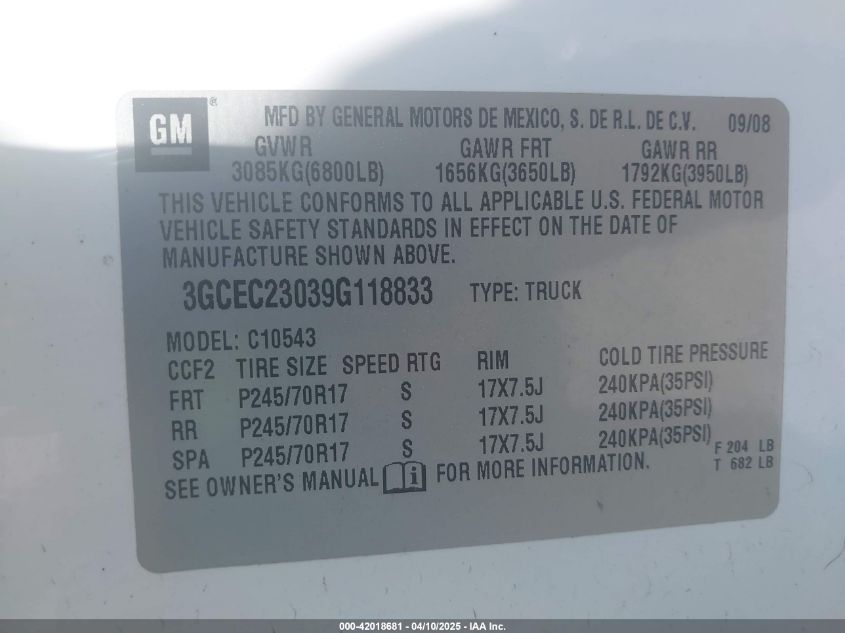 GM ®
MFD BY GENERAL MOTORS DE MEXICO, S. DE R.L. DE C.V. 09/08
GVWR GAWR FRT GAWR RR
3085KG(6800LB) 1656KG(3650LB) 1792KG(3950LB)
THIS VEHICLE CONFORMS TO ALL APPLICABLE U.S. FEDERAL MOTOR
VEHICLE SAFETY STANDARDS IN EFFECT ON THE DATE OF
MANUFACTURE SHOWN ABOVE.
3GCEC23039G118833 TYPE: TRUCK
MODEL: C10543
CCF2 TIRE SIZE SPEED RTG RIM COLD TIRE PRESSURE
FRT P245/70R17 S 17X7.5J 240KPA(35PSI)
RR P245/70R17 S 17X7.5J 240KPA(35PSI)
SPA P245/70R17 S 17X7.5J 240KPA(35PSI) F 204 LB
SEE OWNER'S MANUAL i FOR MORE INFORMATION. T 682 LB
000-42018681 - 04/10/2025 - IAA Inc.